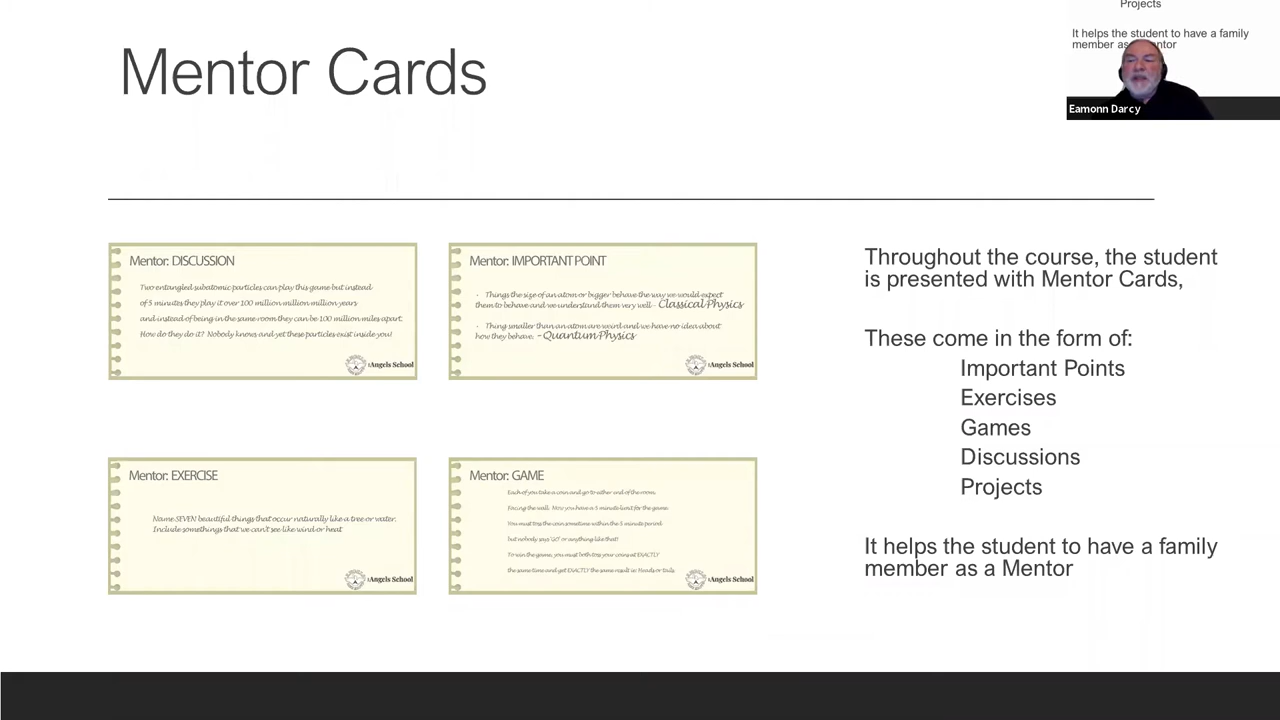 Mentor Cards
Projects
It helps the student to have a family
member as Mentor
Eamonn Darcy
Mentor: DISCUSSION
Two entangled subatomic particles can play this game but instead
of 5 minutes they play it over 100 million million million years
and instead of being in the same room they can be 100 million miles apart.
How do they do it? Nobody knows and yet these particles exist inside you!
Angels School
Mentor: IMPORTANT POINT
• Things the size of an atom or bigger behave the way we would expect
them to behave and we understand them very well - Classical Physics
• Thing smaller than an atom are weird and we have no idea about
how they behave. - Quantum Physics
Angels School
Mentor: EXERCISE
Name SEVEN beautiful things that occur naturally like a tree or water.
Include somethings that we can't see like wind or heat
Angels School
Mentor: GAME
Each of you take a coin and go to either end of the room.
Facing the wall. Now you have a 5 minute limit for the game.
You must toss the coin sometime within the 5 minute period
but nobody says 'GO' or anything like that!
To win the game, you must both toss your coins at EXACTLY
the same time and get EXACTLY the same result ie: Heads or Tails.
Angels School
Throughout the course, the student
is presented with Mentor Cards,
These come in the form of:
Important Points
Exercises
Games
Discussions
Projects
It helps the student to have a family
member as a Mentor